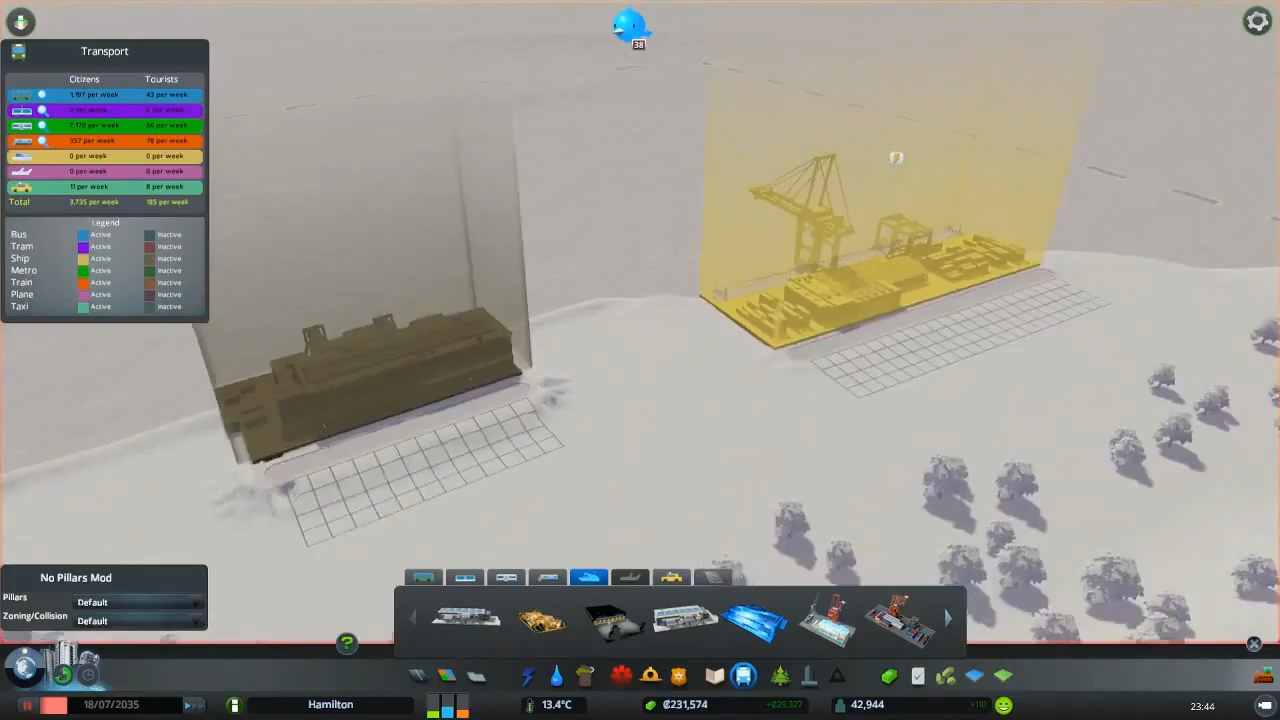 38
Transport
Citizens Tourists
1,197 per week 43 per week
2,170 per week 56 per week
357 per week 78 per week
0 per week 0 per week
0 per week 0 per week
11 per week 8 per week
Total 3,735 per week 185 per week
Legend
Bus Active Inactive
Tram Active Inactive
Ship Active Inactive
Metro Active Inactive
Train Active Inactive
Plane Active Inactive
Taxi Active Inactive
No Pillars Mod
Pillars Default
Zoning/Collision Default
?
18/07/2035 Hamilton 13.4°C ₡231,574 42,944 +110
23:44